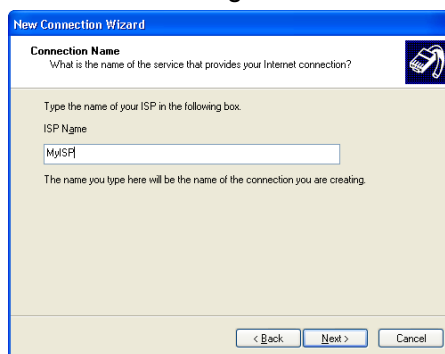 New Connection Wizard
Connection Name
What is the name of the service that provides your Internet connection?
Type the name of your ISP in the following box.
ISP Name
MyISP
The name you type here will be the name of the connection you are creating.
< Back Next > Cancel